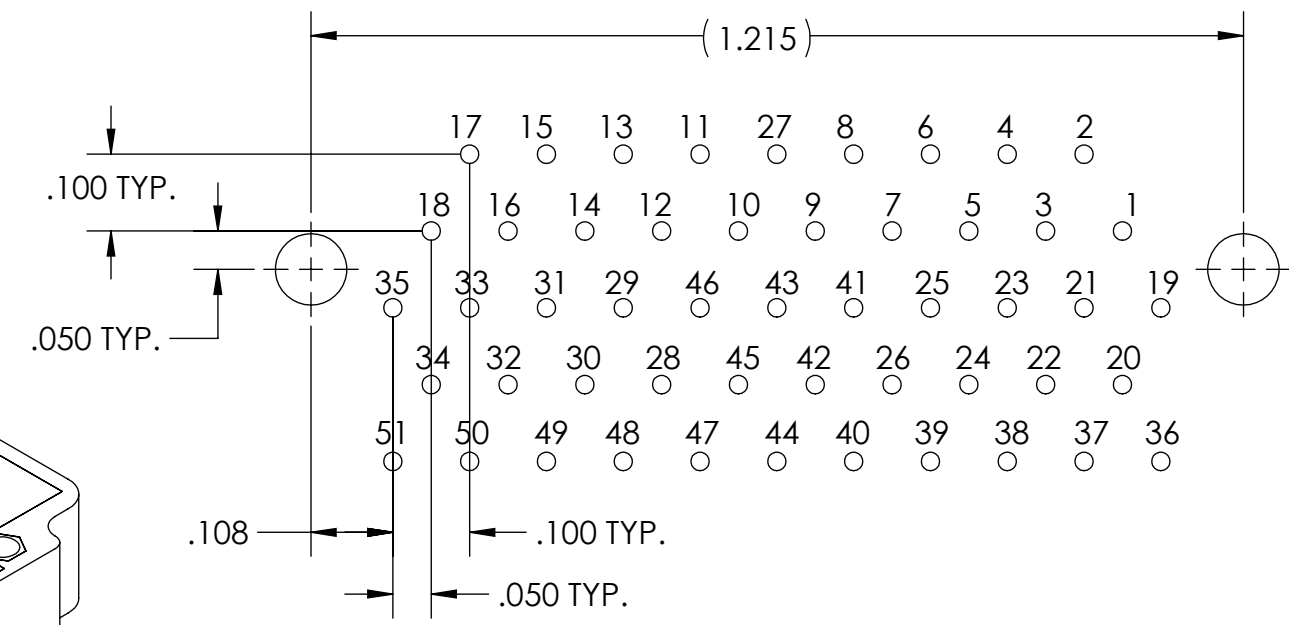 ( 1.215 )
17 15 13 11 27 8 6 4 2
.100 TYP.
18 16 14 12 10 9 7 5 3 1
35 33 31 29 46 43 41 25 23 21 19
.050 TYP.
34 32 30 28 45 42 26 24 22 20
51 50 49 48 47 44 40 39 38 37 36
.108 .100 TYP.
.050 TYP.